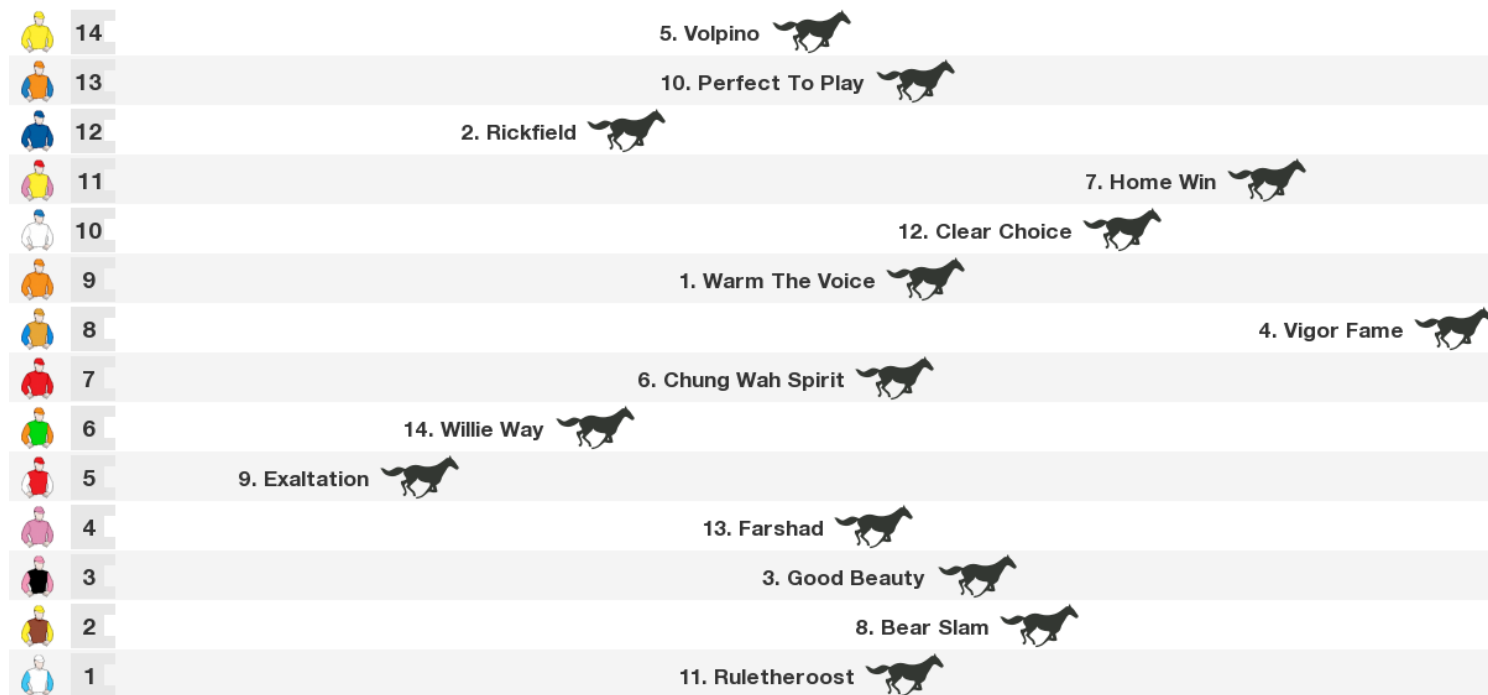 14 5. Volpino
13 10. Perfect To Play
12 2. Rickfield
11 7. Home Win
10 12. Clear Choice
9 1. Warm The Voice
8 4. Vigor Fame
7 6. Chung Wah Spirit
6 14. Willie Way
5 9. Exaltation
4 13. Farshad
3 3. Good Beauty
2 8. Bear Slam
1 11. Ruletheroost